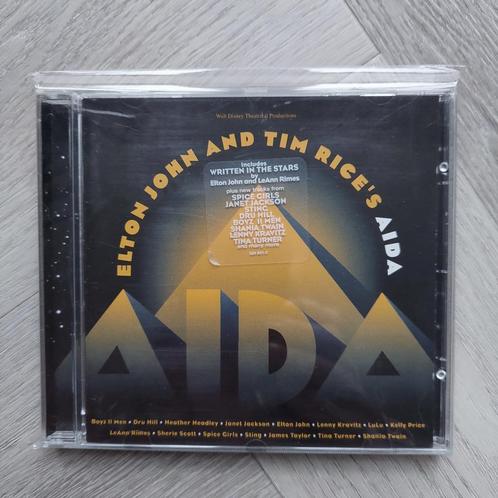 Walt Disney Theatrical Productions
ELTON JOHN AND TIM RICE'S AIDA
includes
WRITTEN IN THE STARS
by
Elton John and LeAnn Rimes
plus new tracks from
SPICE GIRLS
JANET JACKSON
STING
DRU HILL
BOYZ II MEN
SHANIA TWAIN
LENNY KRAVITZ
TINA TURNER
and many more
AIDA
Boyz II Men • Dru Hill • Heather Headley • Janet Jackson • Elton John • Lenny Kravitz • LuLu • Kelly Price
LeAnn Rimes • Sherie Scott • Spice Girls • Sting • James Taylor • Tina Turner • Shania Twain